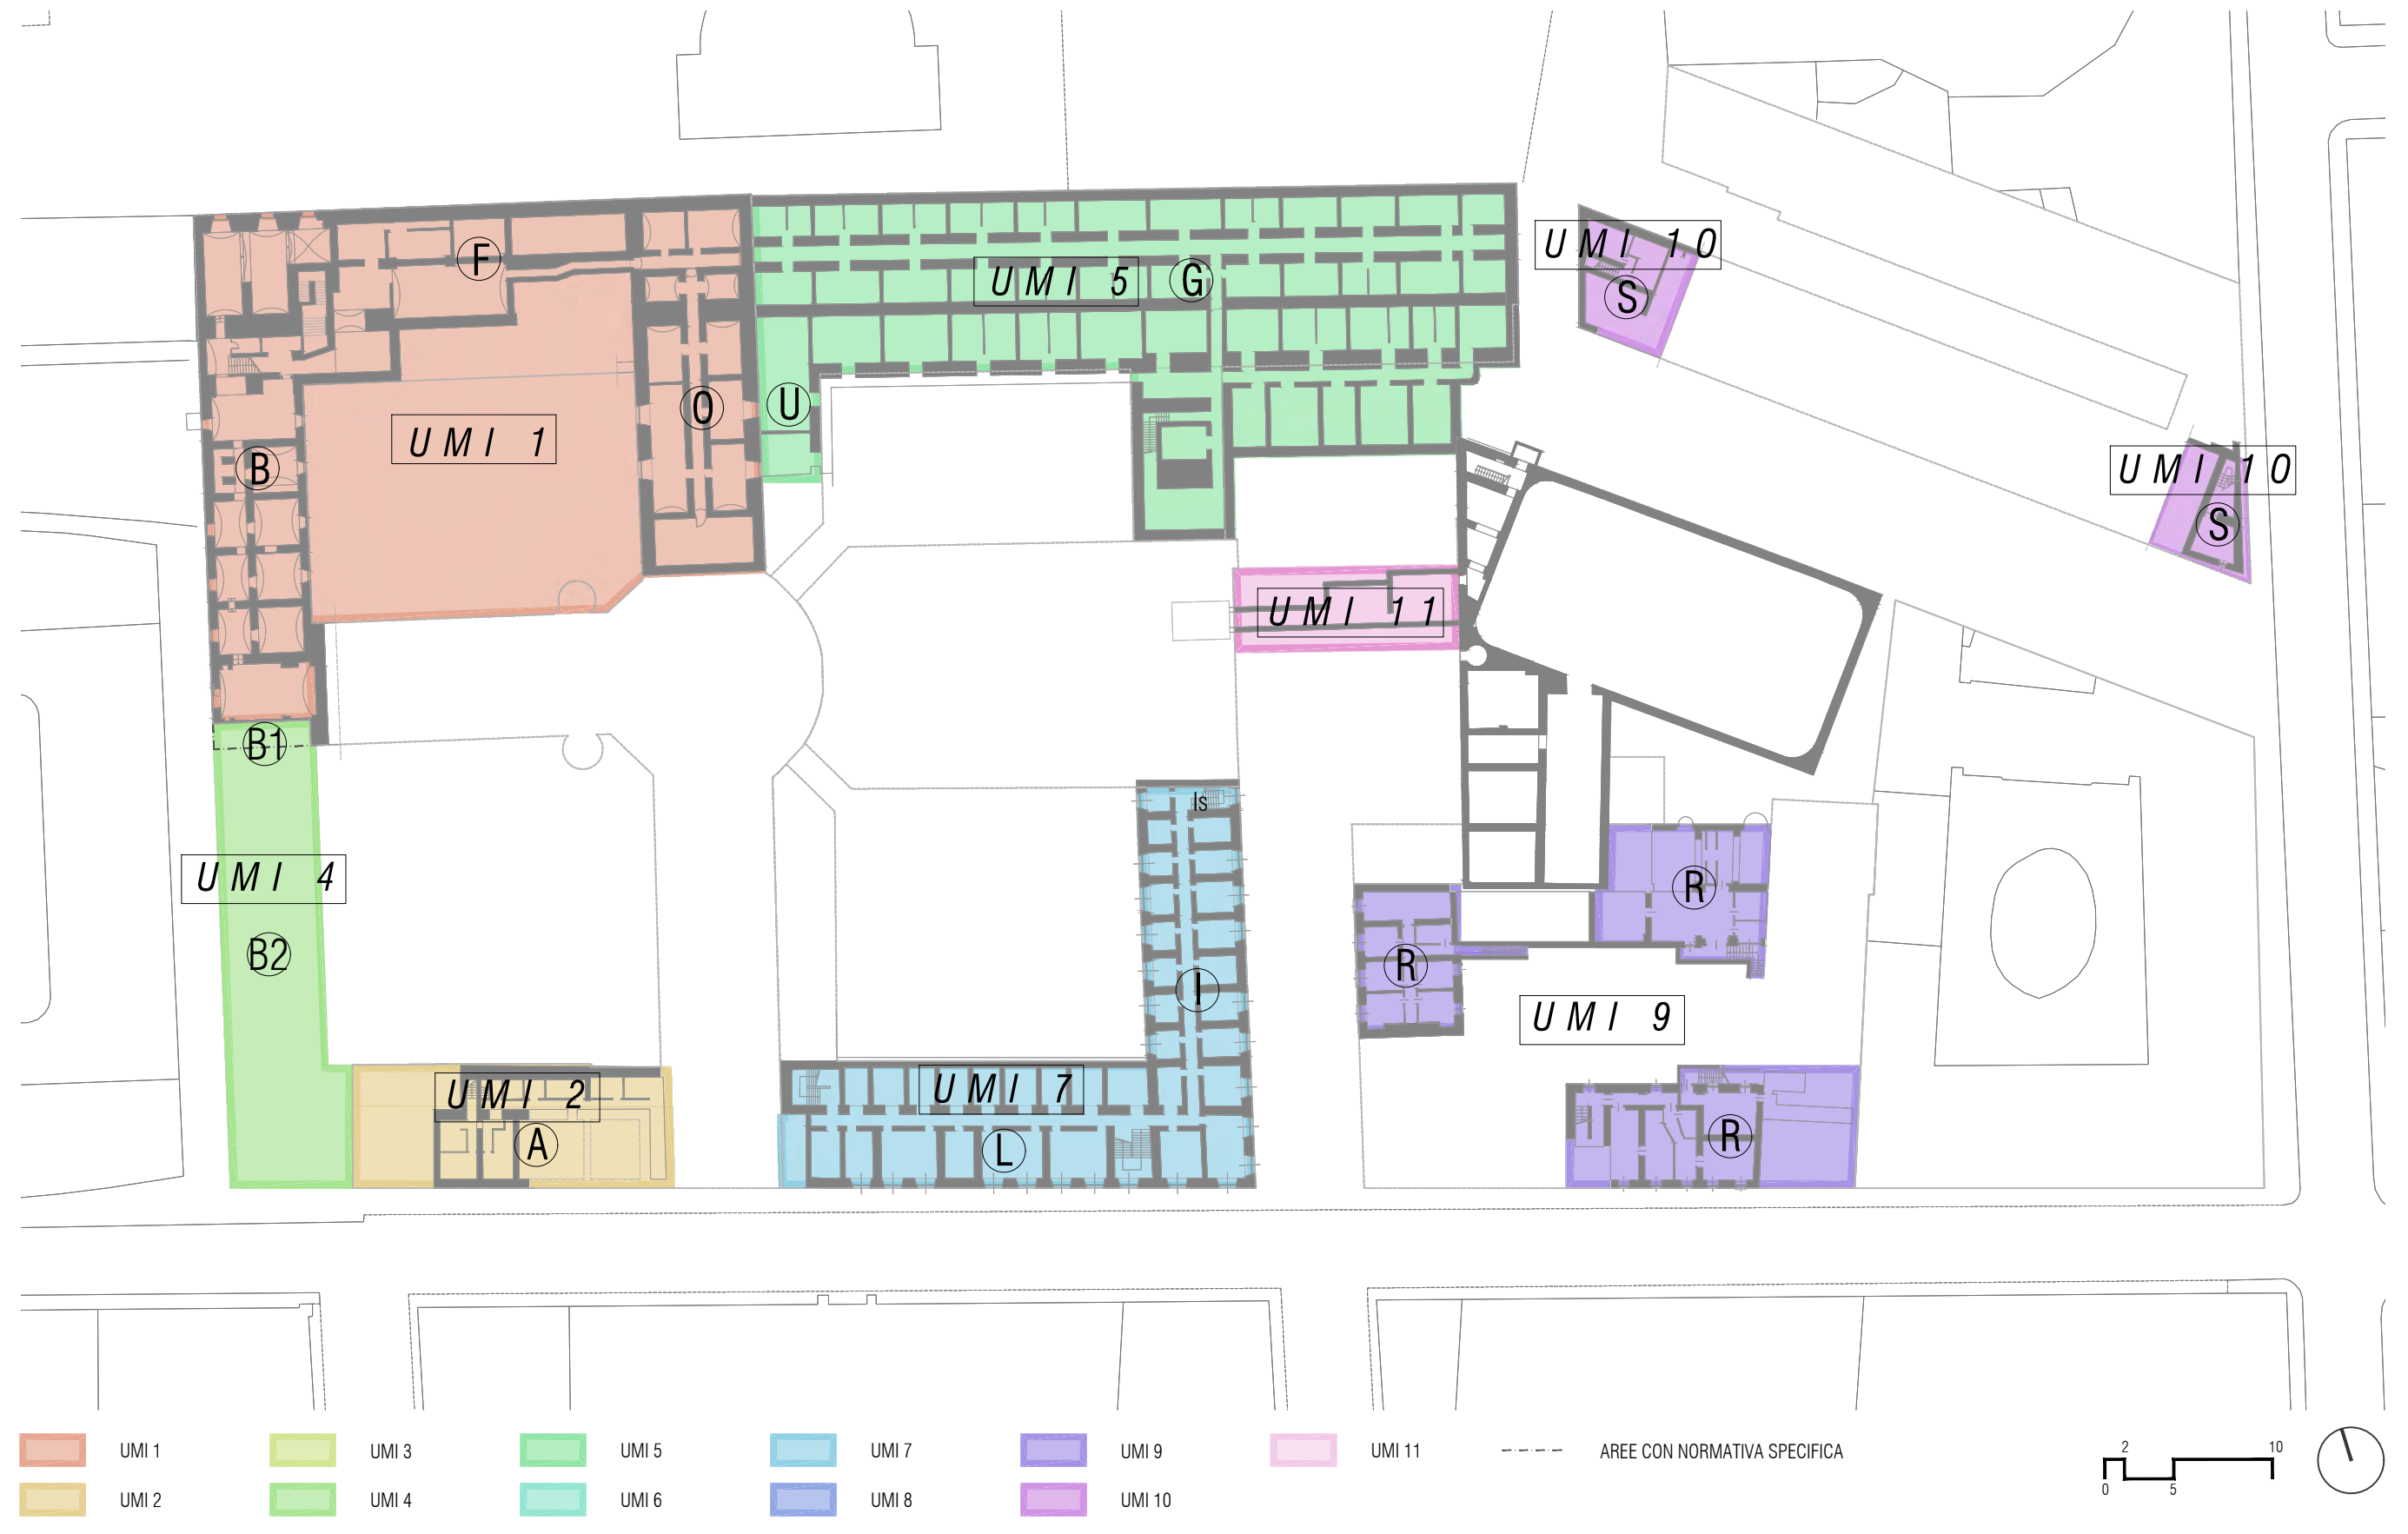 UMI 10
S
F
UMI 5
G
O
U
UMI 1
B
UMI 10
S
UMI 11
B1
Is
UMI 4
R
B2
R
I
UMI 9
UMI 2
UMI 7
A
L
R
UMI 1
UMI 3
UMI 5
UMI 7
UMI 9
UMI 11
AREE CON NORMATIVA SPECIFICA
2
10
0
5
UMI 2
UMI 4
UMI 6
UMI 8
UMI 10